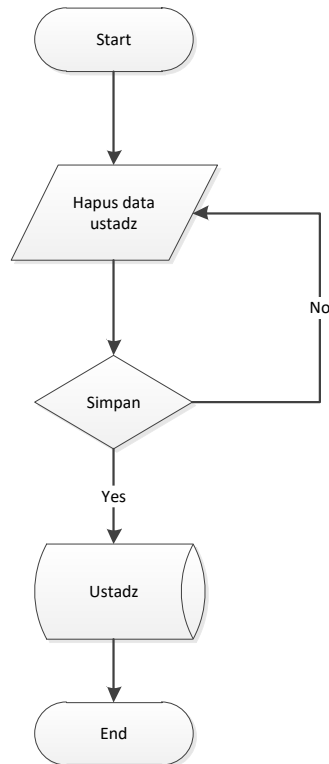 Start
Hapus data
ustadz
No
Simpan
Yes
Ustadz
End